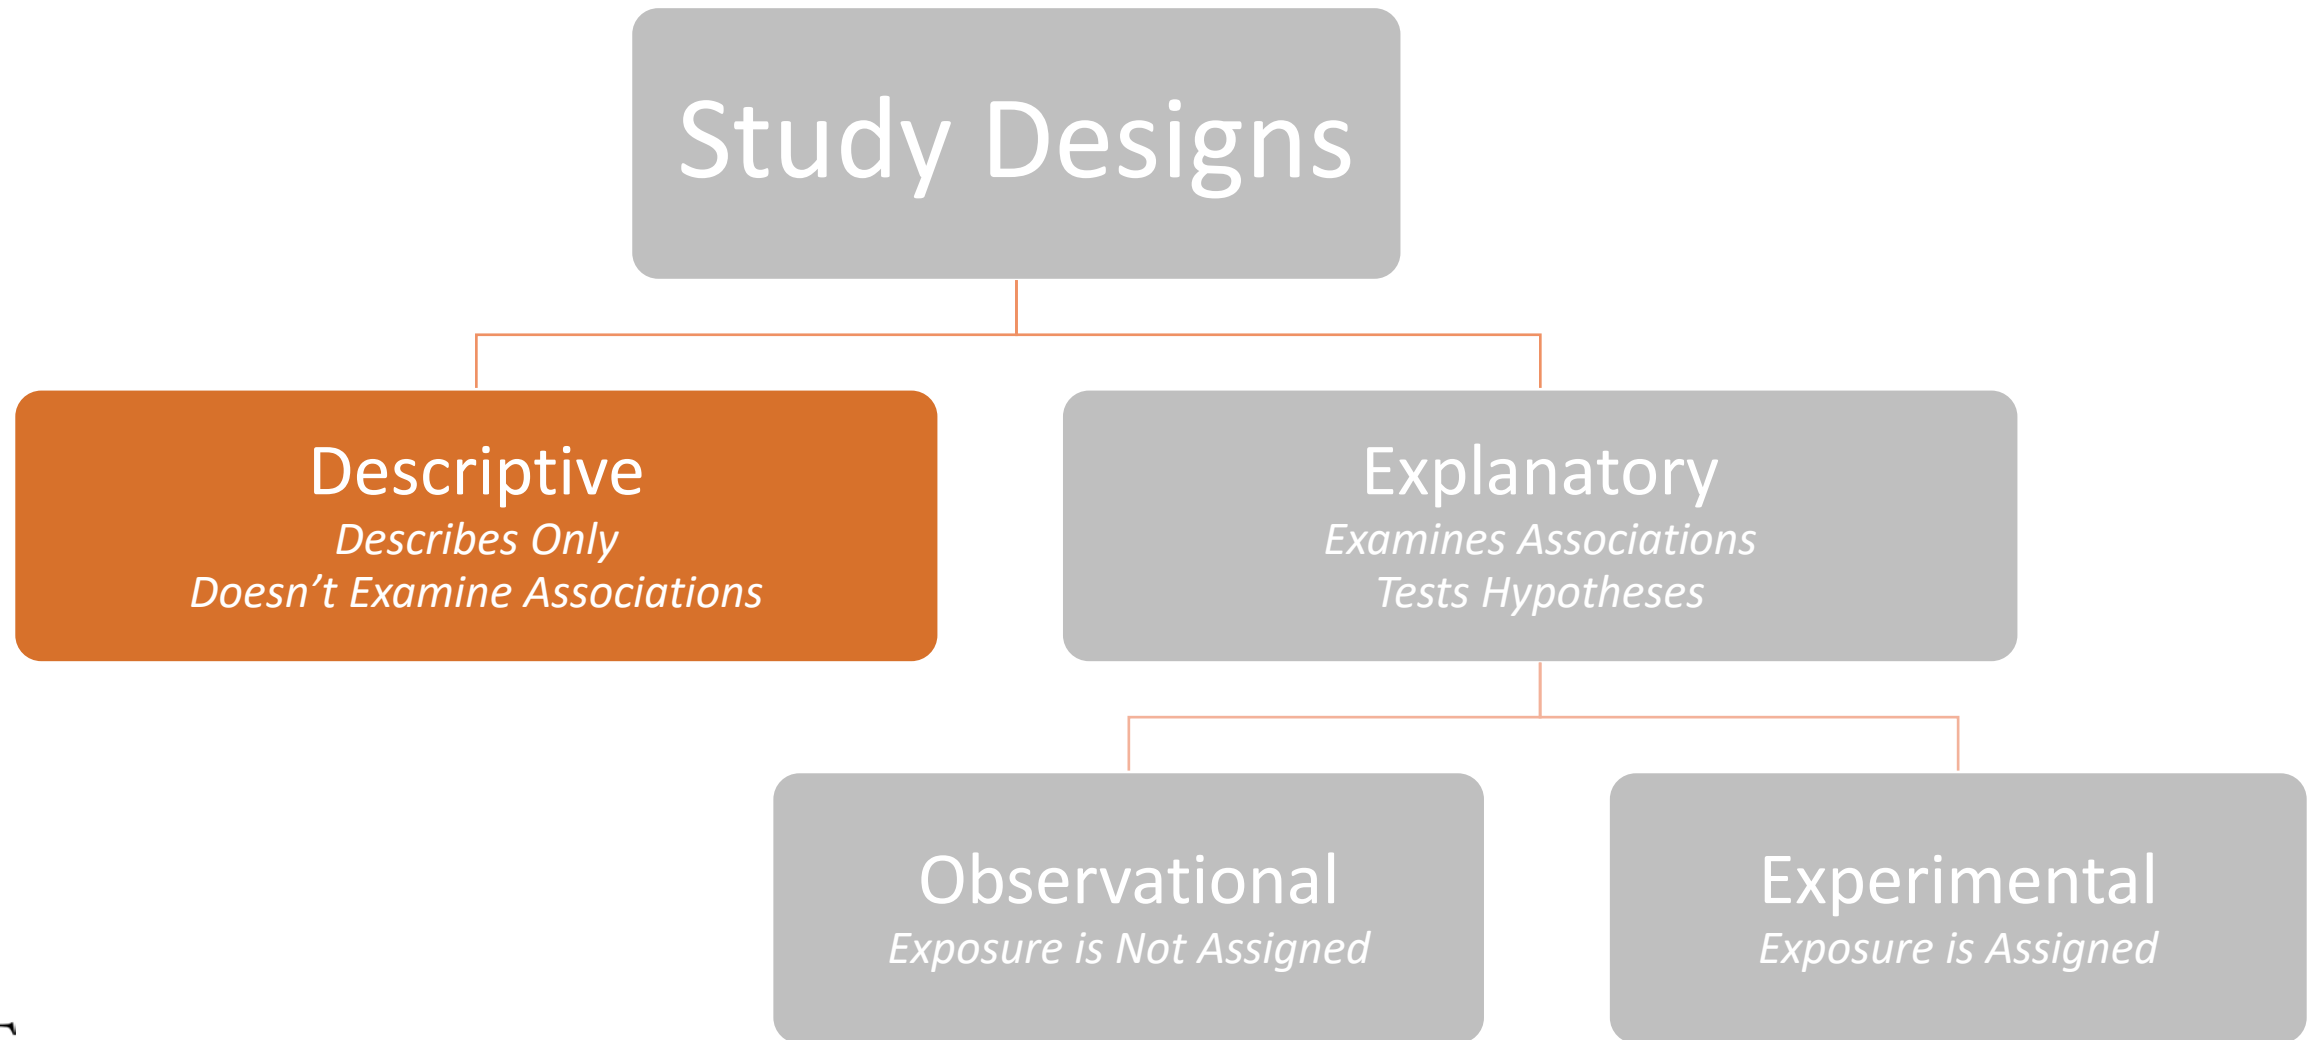 Study Designs
Descriptive
Describes Only
Doesn’t Examine Associations
Explanatory
Examines Associations
Tests Hypotheses
Observational
Exposure is Not Assigned
Experimental
Exposure is Assigned